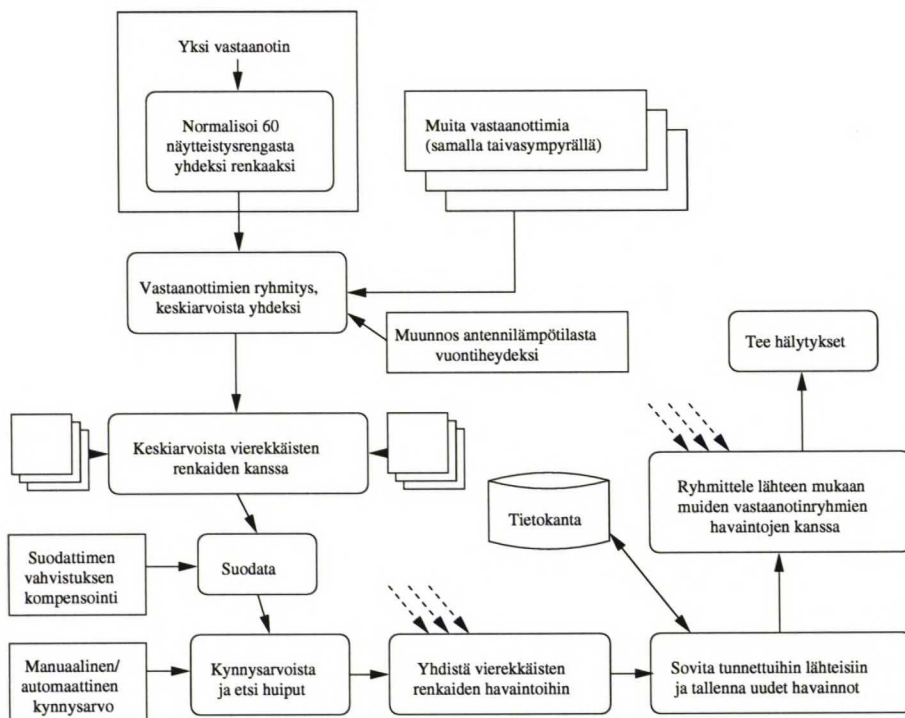 Yksi vastaanotin
Normalisoi 60
näytteistysrengasta
yhdeksi renkaaksi
Muita vastaanottimia
(samalla taivasympyrällä)
Vastaanottimien ryhmitys,
keskiarvoista yhdeksi
Muunnos antennilämpötilasta
vuontiheydeksi
Tee hälytykset
Keskiarvoista vierekkäisten
renkaiden kanssa
Ryhmittele lähteen mukaan
muiden vastaanotinryhmien
havaintojen kanssa
Tietokanta
Suodattimen
vahvistuksen
kompensointi
Suodata
Manuaalinen/
automaattinen
kynnysarvo
Kynnysarvoista
ja etsi huiput
Yhdistä vierekkäisten
renkaiden havaintoihin
Sovita tunnettuihin lähteisiin
ja tallenna uudet havainnot